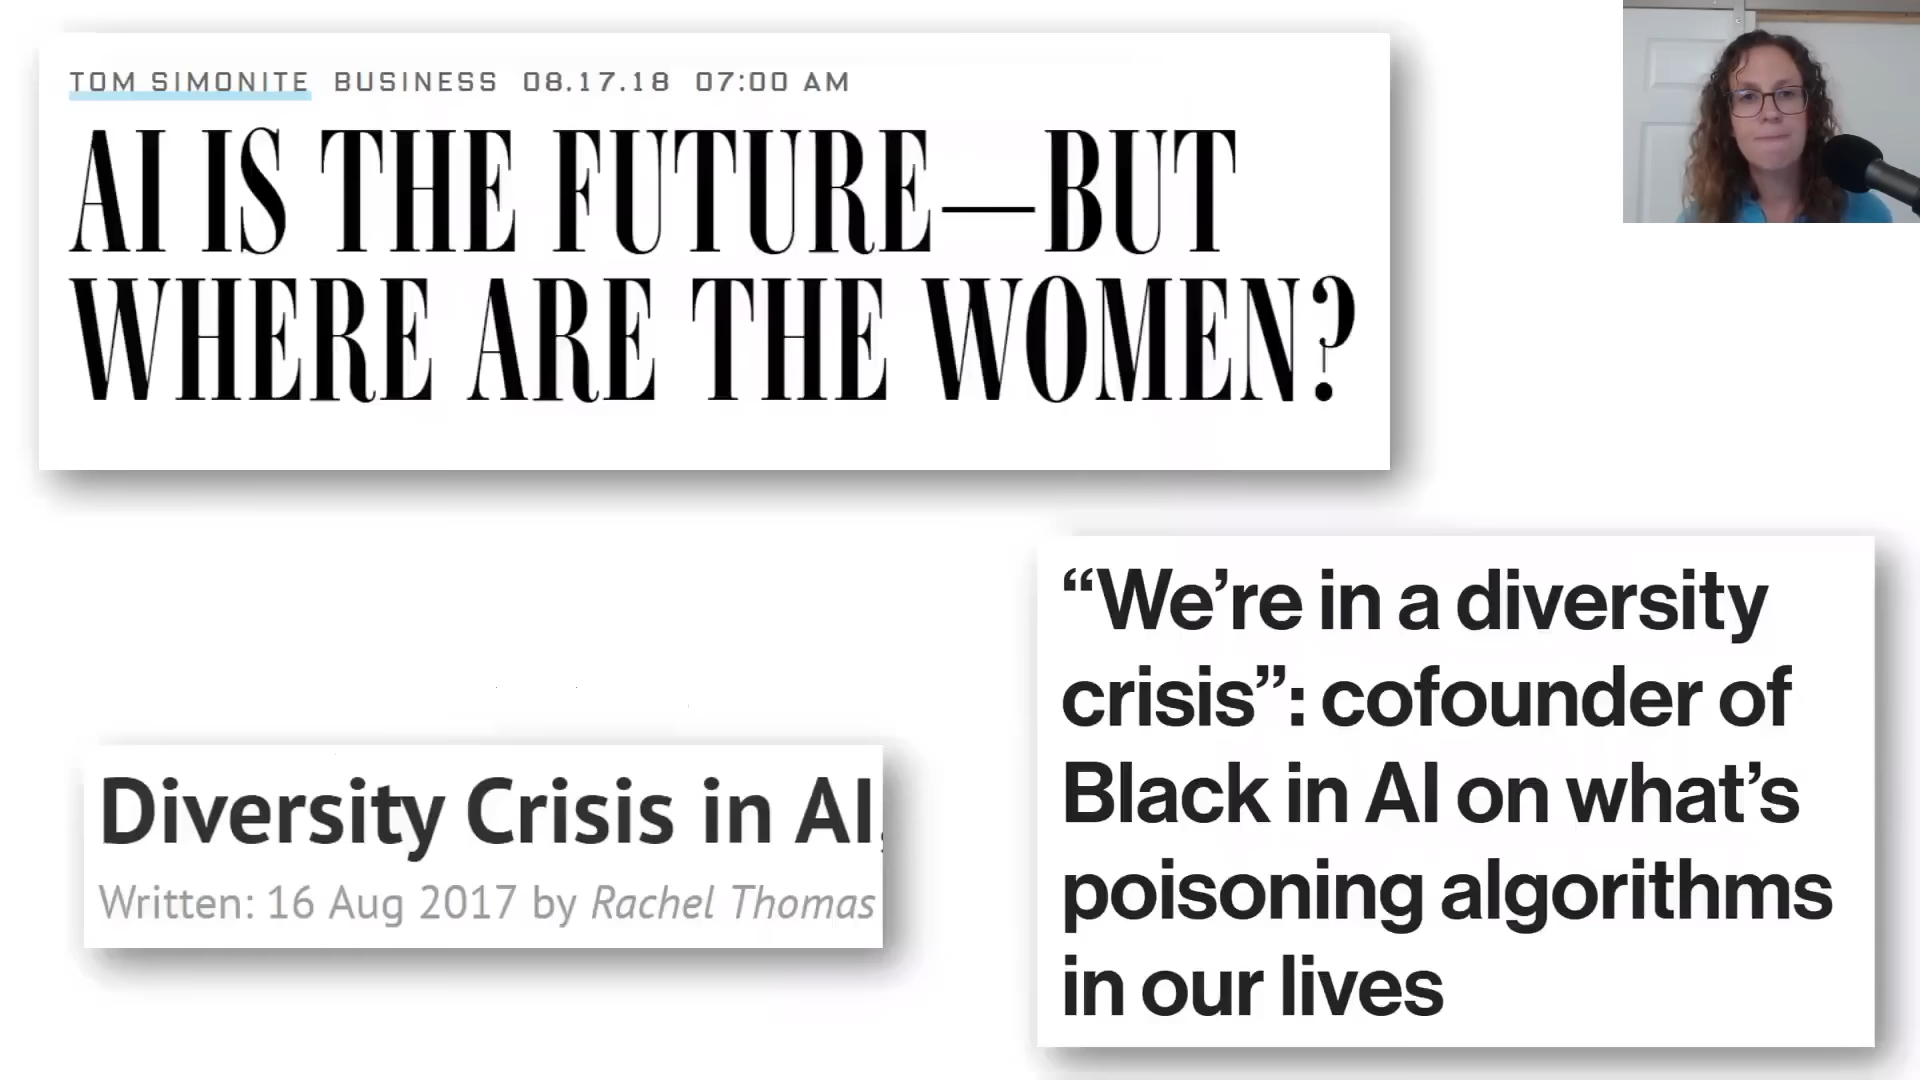 TOM SIMONITE BUSINESS 08.17.18 07:00 AM
AI IS THE FUTURE—BUT
WHERE ARE THE WOMEN?
“We’re in a diversity
crisis”: cofounder of
Black in AI on what’s
poisoning algorithms
in our lives
Diversity Crisis in AI,
Written: 16 Aug 2017 by Rachel Thomas